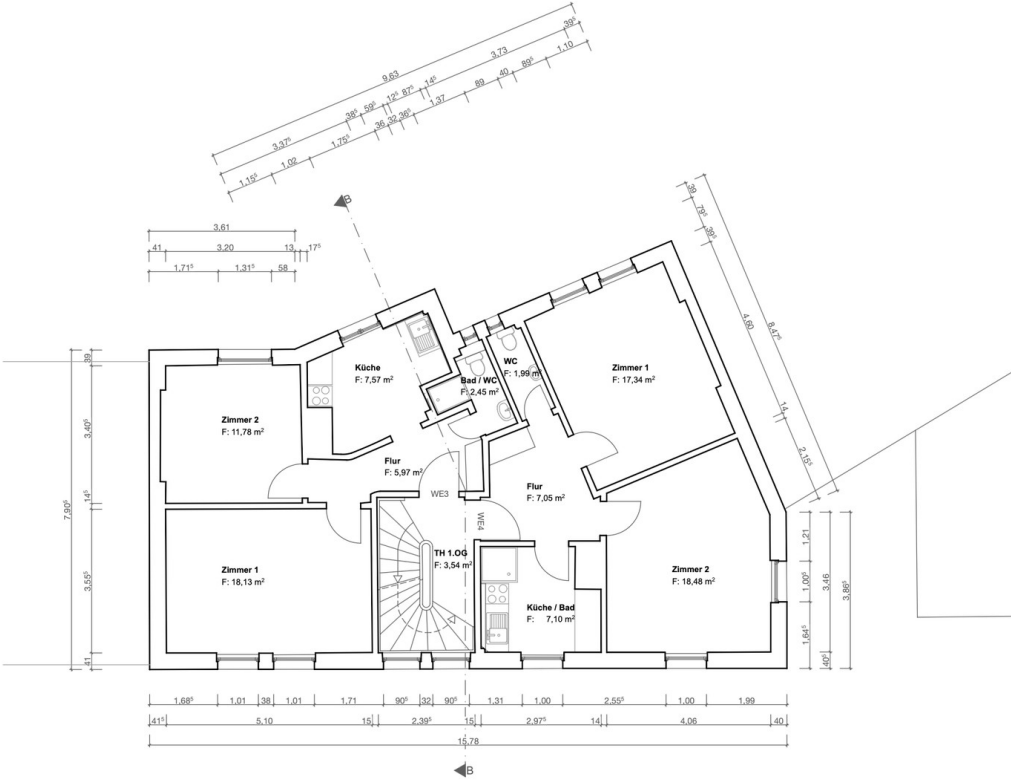 9,63
3,37⁵
38⁵
59⁵
12⁵
87⁵
14⁵
3,73
39⁵
1,15⁵
1,02
1,75⁵
36
32
36⁵
1,37
89
40
89⁵
1,10
B
3,61
41
3,20
13
17⁵
1,71⁵
1,31⁵
58
39
79⁵
39⁵
4,60
14
2,15⁵
8,47⁵
7,90⁵
39
3,40⁵
14⁵
3,55⁵
41
Küche
F: 7,57 m²
Bad / WC
F: 2,45 m²
WC
F: 1,99 m²
Zimmer 1
F: 17,34 m²
Zimmer 2
F: 11,78 m²
Flur
F: 5,97 m²
Flur
F: 7,05 m²
WE3
WE4
TH 1.OG
F: 3,54 m²
Zimmer 1
F: 18,13 m²
Küche / Bad
F: 7,10 m²
Zimmer 2
F: 18,48 m²
1,21
1,00⁵
1,64⁵
3,46
40⁵
3,86⁵
1,68⁵
1,01
38
1,01
1,71
90⁵
32
90⁵
1,31
1,00
2,55⁵
1,00
1,99
41⁵
5,10
15
2,39⁵
15
2,97⁵
14
4,06
40
15,78
B